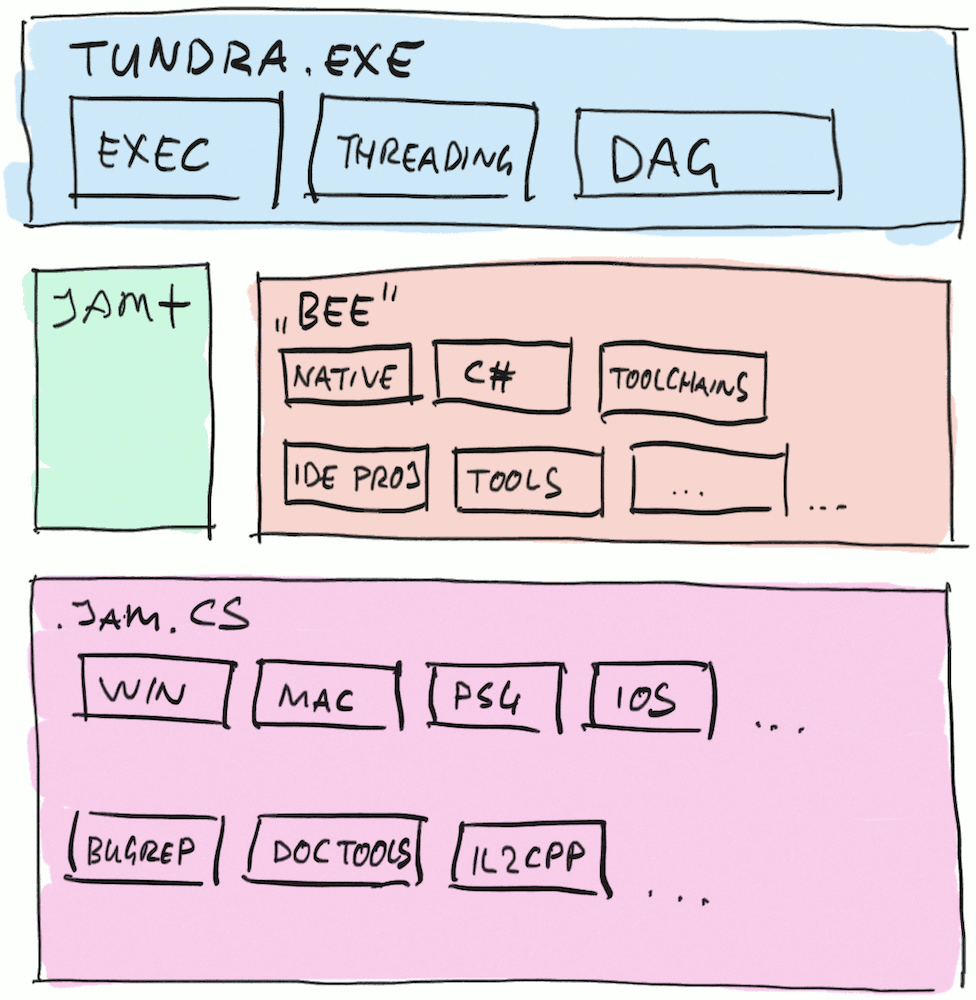 TUNDRA.EXE
EXEC
THREADING
DAG
JAM+
„BEE”
NATIVE
C#
TOOLCHAINS
IDE PROJ
TOOLS
...
...
.JAM.CS
WIN
MAC
PS4
IOS
...
BUGREP
DOCTOOLS
IL2CPP
...